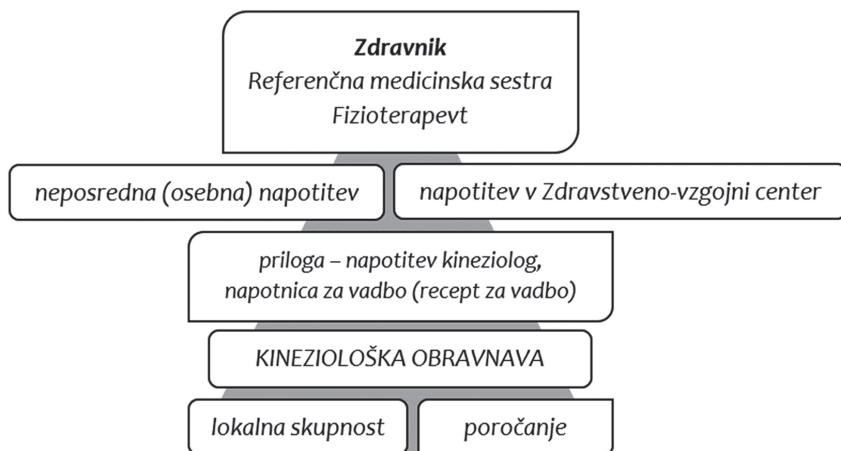 Zdravnik
Referenčna medicinska sestra
Fizioterapevt
neposredna (osebna) napotitev
napotitev v Zdravstveno-vzgojni center
priloga – napotitev kineziolog,
napotnica za vadbo (recept za vadbo)
KINEZIOLOŠKA OBRAVNAVA
lokalna skupnost
poročanje